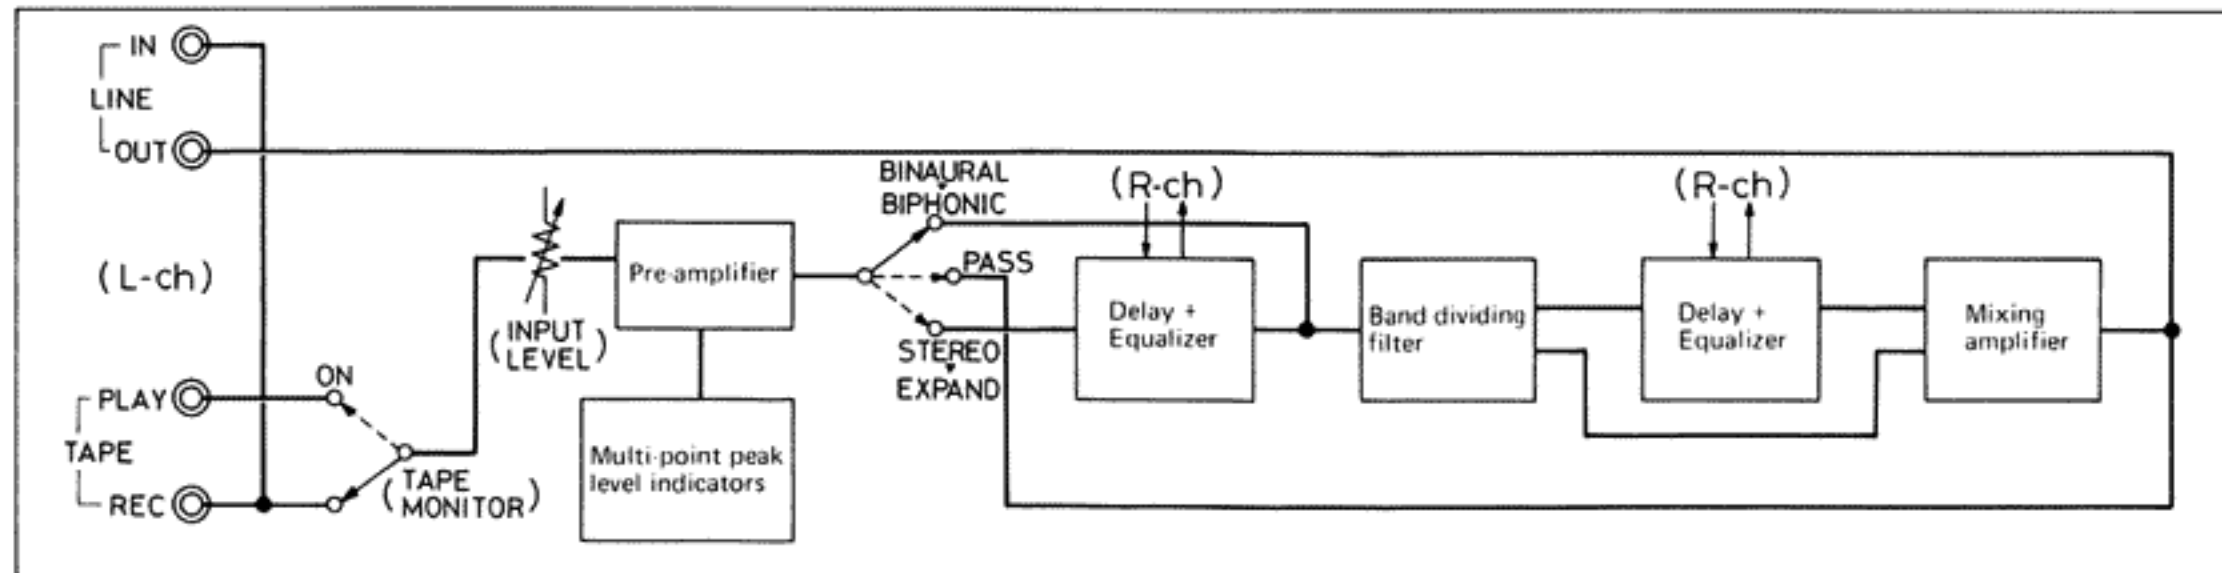 IN
LINE
OUT
(L-ch)
PLAY
TAPE
REC
ON
(TAPE
MONITOR)
(INPUT
LEVEL)
Pre-amplifier
Multi-point peak
level indicators
BINAURAL
BIPHONIC
PASS
STEREO
EXPAND
(R-ch)
Delay +
Equalizer
Band dividing
filter
(R-ch)
Delay +
Equalizer
Mixing
amplifier